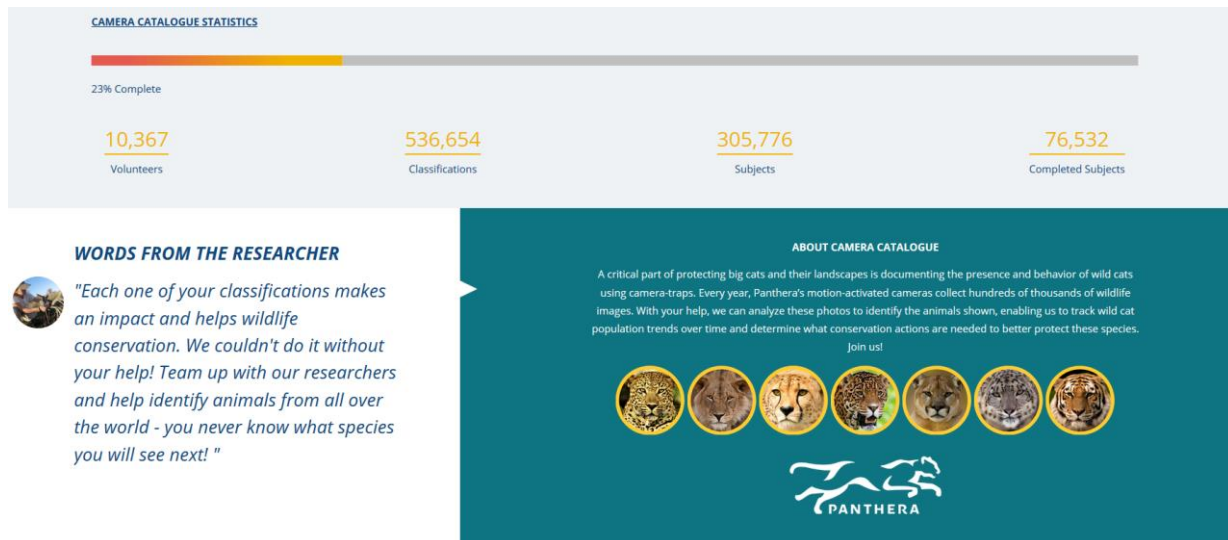 CAMERA CATALOGUE STATISTICS
23% Complete
10,367
Volunteers
536,654
Classifications
305,776
Subjects
76,532
Completed Subjects
WORDS FROM THE RESEARCHER
"Each one of your classifications makes
an impact and helps wildlife
conservation. We couldn't do it without
your help! Team up with our researchers
and help identify animals from all over
the world - you never know what species
you will see next! "
ABOUT CAMERA CATALOGUE
A critical part of protecting big cats and their landscapes is documenting the presence and behavior of wild cats
using camera-traps. Every year, Panthera's motion-activated cameras collect hundreds of thousands of wildlife
images. With your help, we can analyze these photos to identify the animals shown, enabling us to track wild cat
population trends over time and determine what conservation actions are needed to better protect these species.
Join us!
PANTHERA